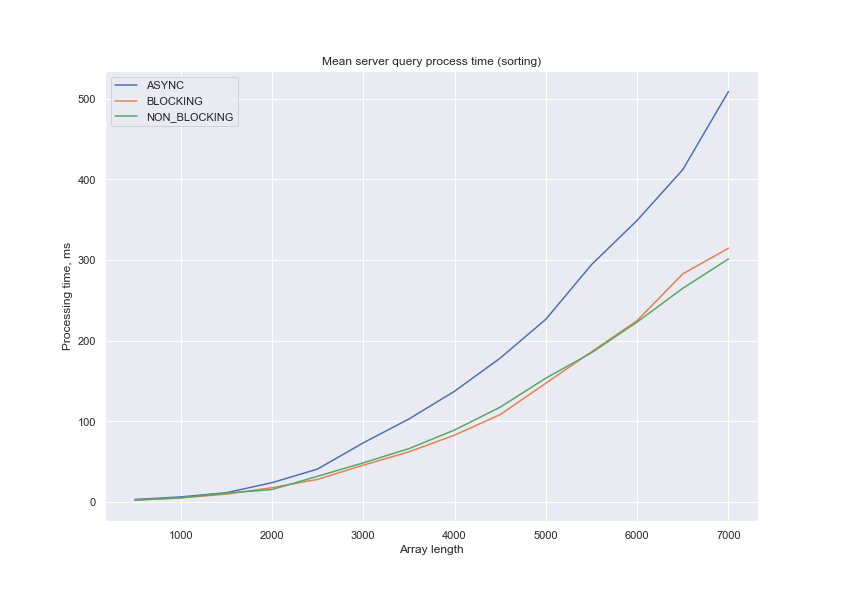 Mean server query process time (sorting)
ASYNC
BLOCKING
NON_BLOCKING
500
400
300
200
100
0
Processing time, ms
1000 2000 3000 4000 5000 6000 7000
Array length